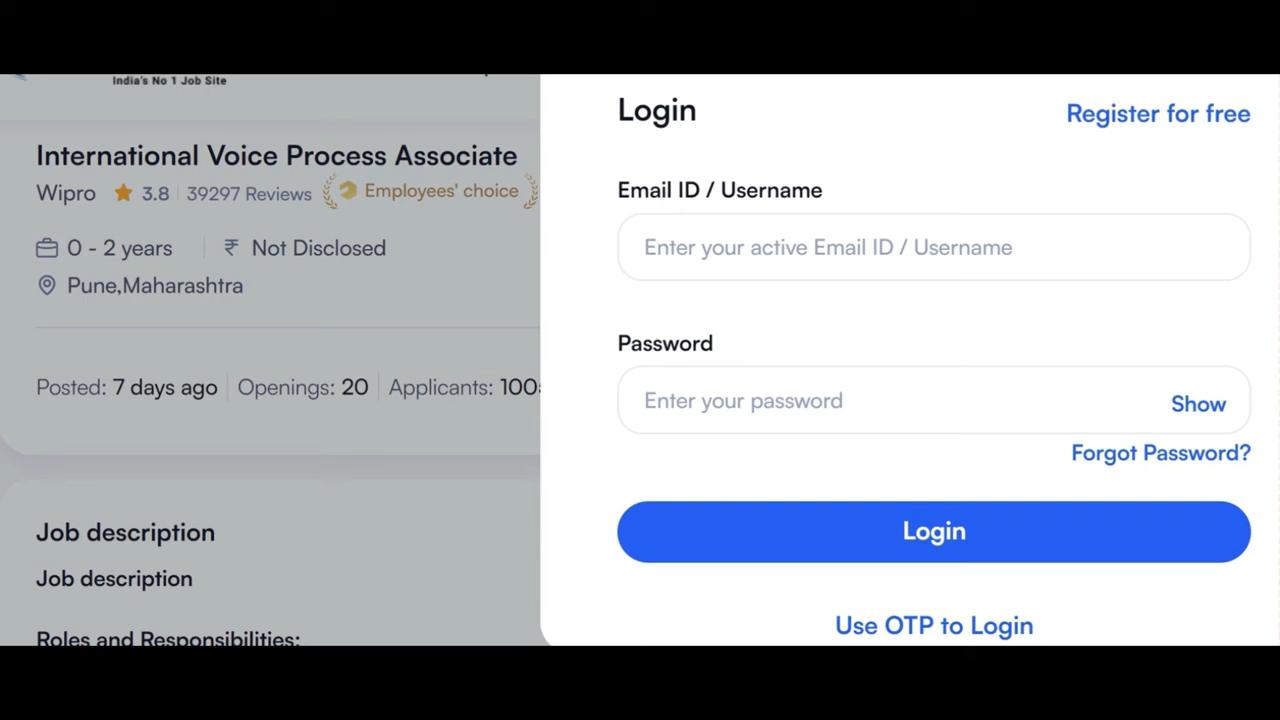 India's No 1 Job Site
International Voice Process Associate
Wipro 3.8 39297 Reviews Employees' choice
0 - 2 years ₹ Not Disclosed
Pune,Maharashtra
Posted: 7 days ago Openings: 20 Applicants: 100
Job description
Job description
Roles and Responsibilities:
Login
Register for free
Email ID / Username
Enter your active Email ID / Username
Password
Enter your password
Show
Forgot Password?
Login
Use OTP to Login